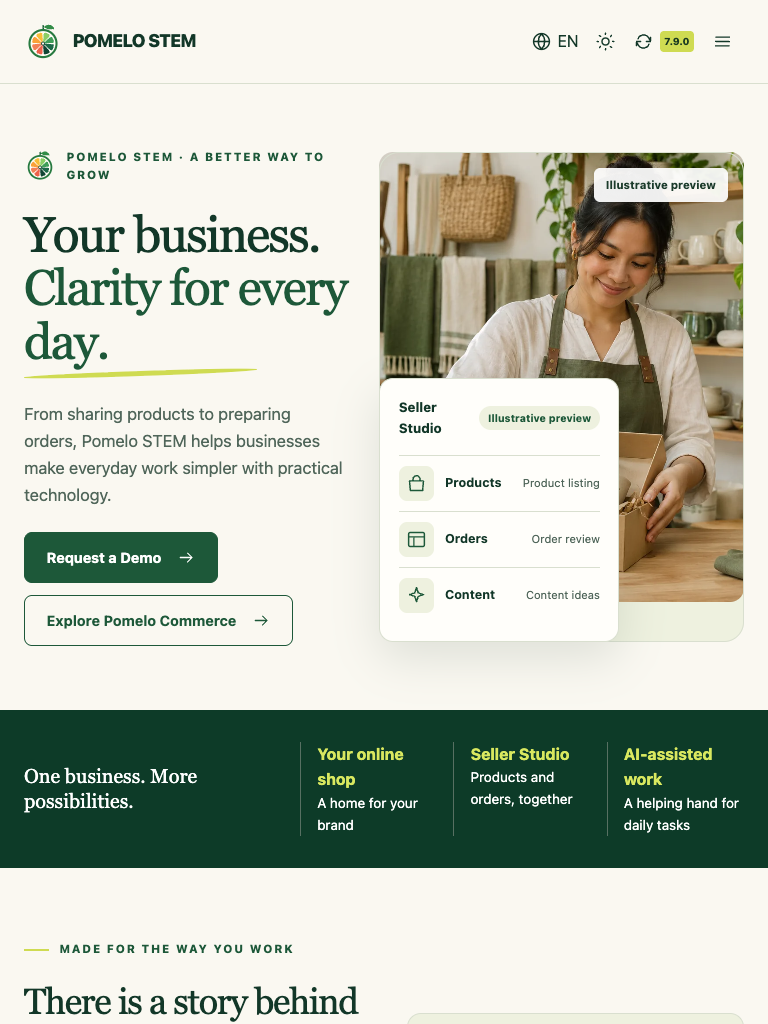 POMELO STEM
EN
7.9.0
POMELO STEM · A BETTER WAY TO
GROW
Your business.
Clarity for every
day.
From sharing products to preparing
orders, Pomelo STEM helps businesses
make everyday work simpler with practical
technology.
Request a Demo
Explore Pomelo Commerce
Illustrative preview
Seller
Studio
Illustrative preview
Products
Product listing
Orders
Order review
Content
Content ideas
One business. More
possibilities.
Your online
shop
A home for your
brand
Seller Studio
Products and
orders, together
AI-assisted
work
A helping hand for
daily tasks
MADE FOR THE WAY YOU WORK
There is a story behind